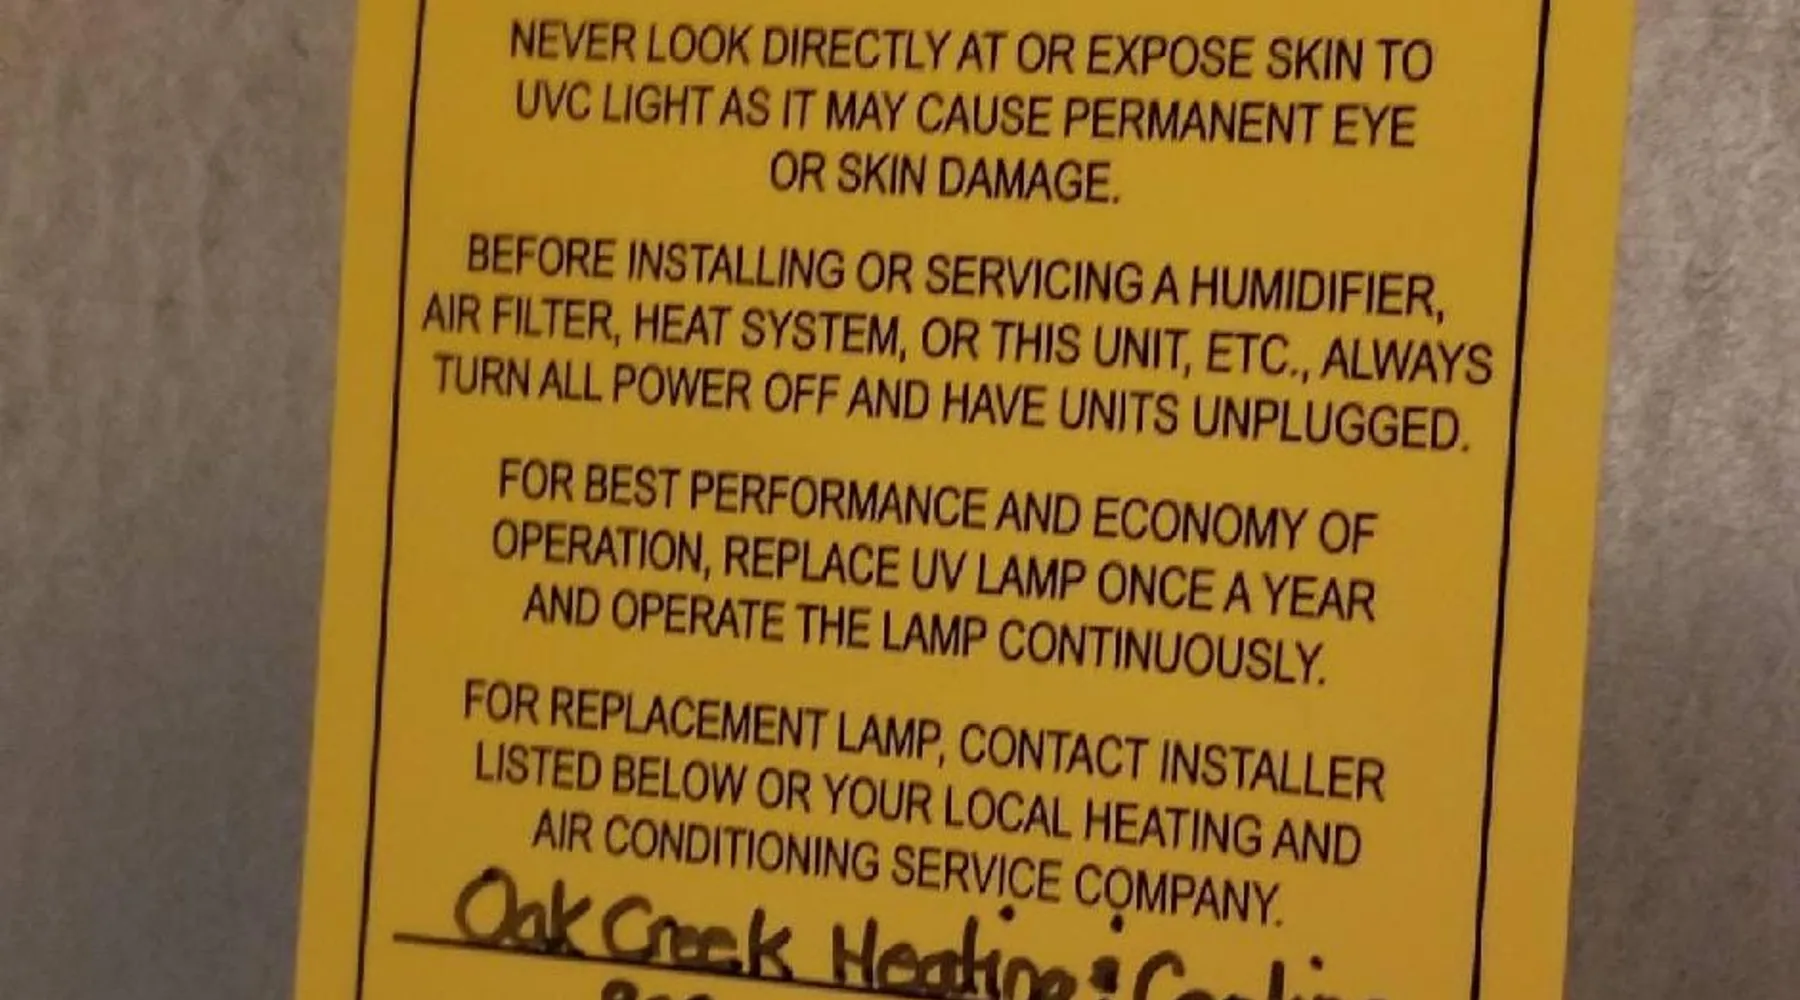 NEVER LOOK DIRECTLY AT OR EXPOSE SKIN TO
UVC LIGHT AS IT MAY CAUSE PERMANENT EYE
OR SKIN DAMAGE.
BEFORE INSTALLING OR SERVICING A HUMIDIFIER,
AIR FILTER, HEAT SYSTEM, OR THIS UNIT, ETC., ALWAYS
TURN ALL POWER OFF AND HAVE UNITS UNPLUGGED.
FOR BEST PERFORMANCE AND ECONOMY OF
OPERATION, REPLACE UV LAMP ONCE A YEAR
AND OPERATE THE LAMP CONTINUOUSLY.
FOR REPLACEMENT LAMP, CONTACT INSTALLER
LISTED BELOW OR YOUR LOCAL HEATING AND
AIR CONDITIONING SERVICE COMPANY.
Oak Creek Heating